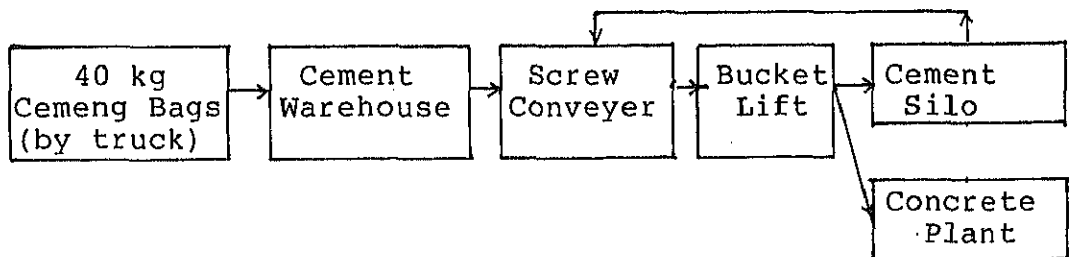 40 kg
Cemeng Bags
(by truck)
Cement
Warehouse
Screw
Conveyer
Bucket
Lift
Cement
Silo
Concrete
Plant